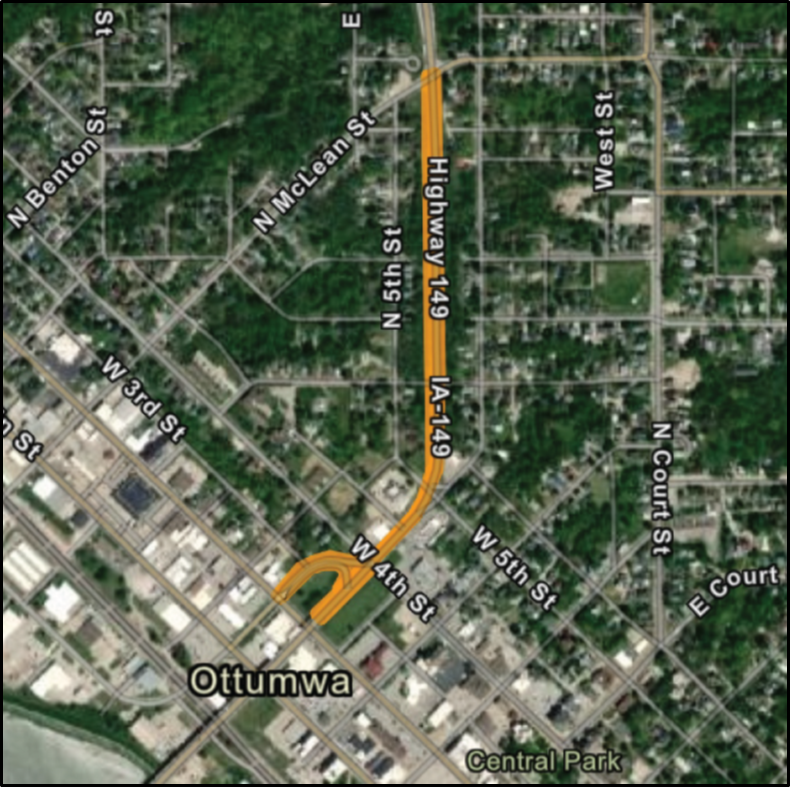 St
E
N Benton St
N McLean St
West St
Highway 149
N 5th St
IA-149
W 3rd St
n St
N Court St
W 4th St
W 5th St
E Court
Ottumwa
Central Park